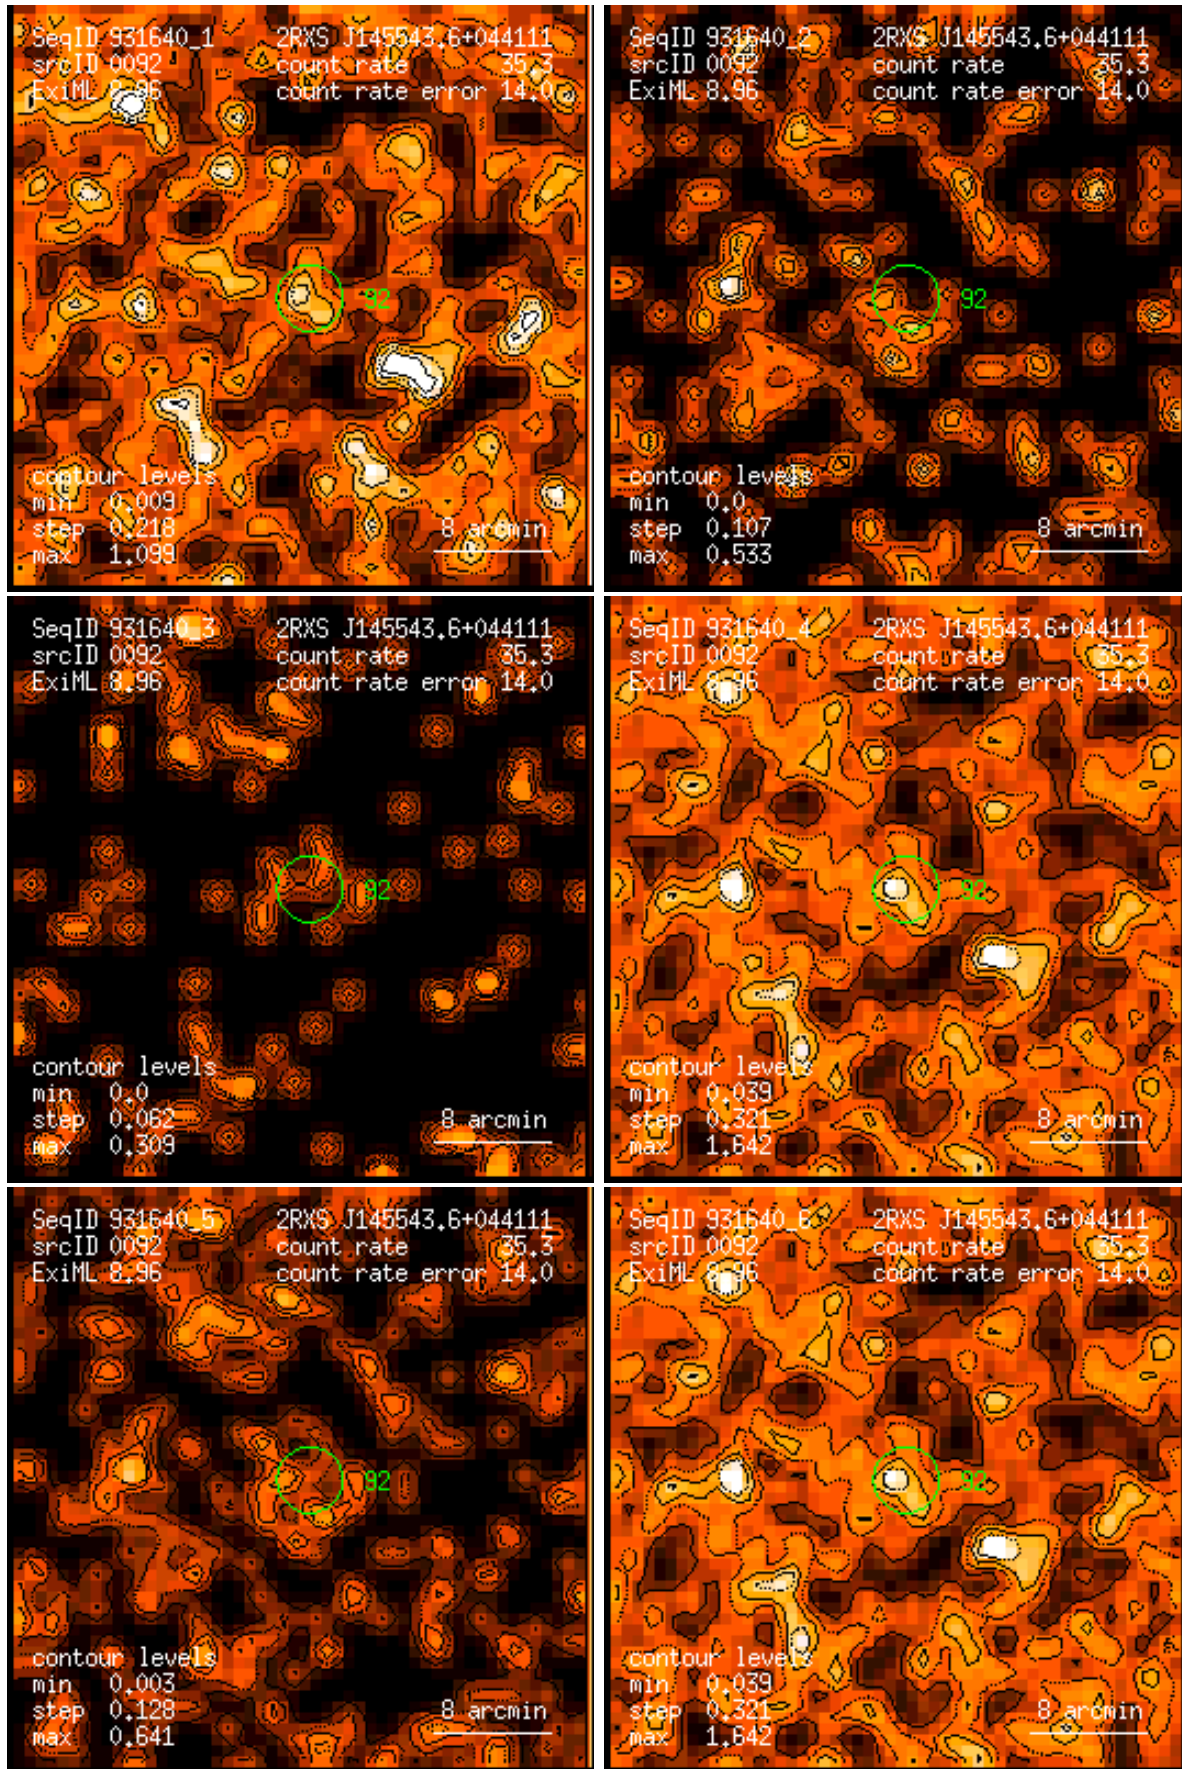 SeqID 931640_1 2RXS J145543.6+044111
srcID 0092 count rate 35.3
ExiML 8.96 count rate error 14.0
92
contour levels
min 0.009
step 0.218 8 arcmin
max 1.099
SeqID 931640_2 2RXS J145543.6+044111
srcID 0092 count rate 35.3
ExiML 8.96 count rate error 14.0
92
contour levels
min 0.0
step 0.107 8 arcmin
max 0.533
SeqID 931640_3 2RXS J145543.6+044111
srcID 0092 count rate 35.3
ExiML 8.96 count rate error 14.0
92
contour levels
min 0.0
step 0.062 8 arcmin
max 0.309
SeqID 931640_4 2RXS J145543.6+044111
srcID 0092 count rate 35.3
ExiML 8.96 count rate error 14.0
92
contour levels
min 0.039
step 0.321 8 arcmin
max 1.642
SeqID 931640_5 2RXS J145543.6+044111
srcID 0092 count rate 35.3
ExiML 8.96 count rate error 14.0
92
contour levels
min 0.003
step 0.128 8 arcmin
max 0.641
SeqID 931640_6 2RXS J145543.6+044111
srcID 0092 count rate 35.3
ExiML 8.96 count rate error 14.0
92
contour levels
min 0.039
step 0.321 8 arcmin
max 1.642